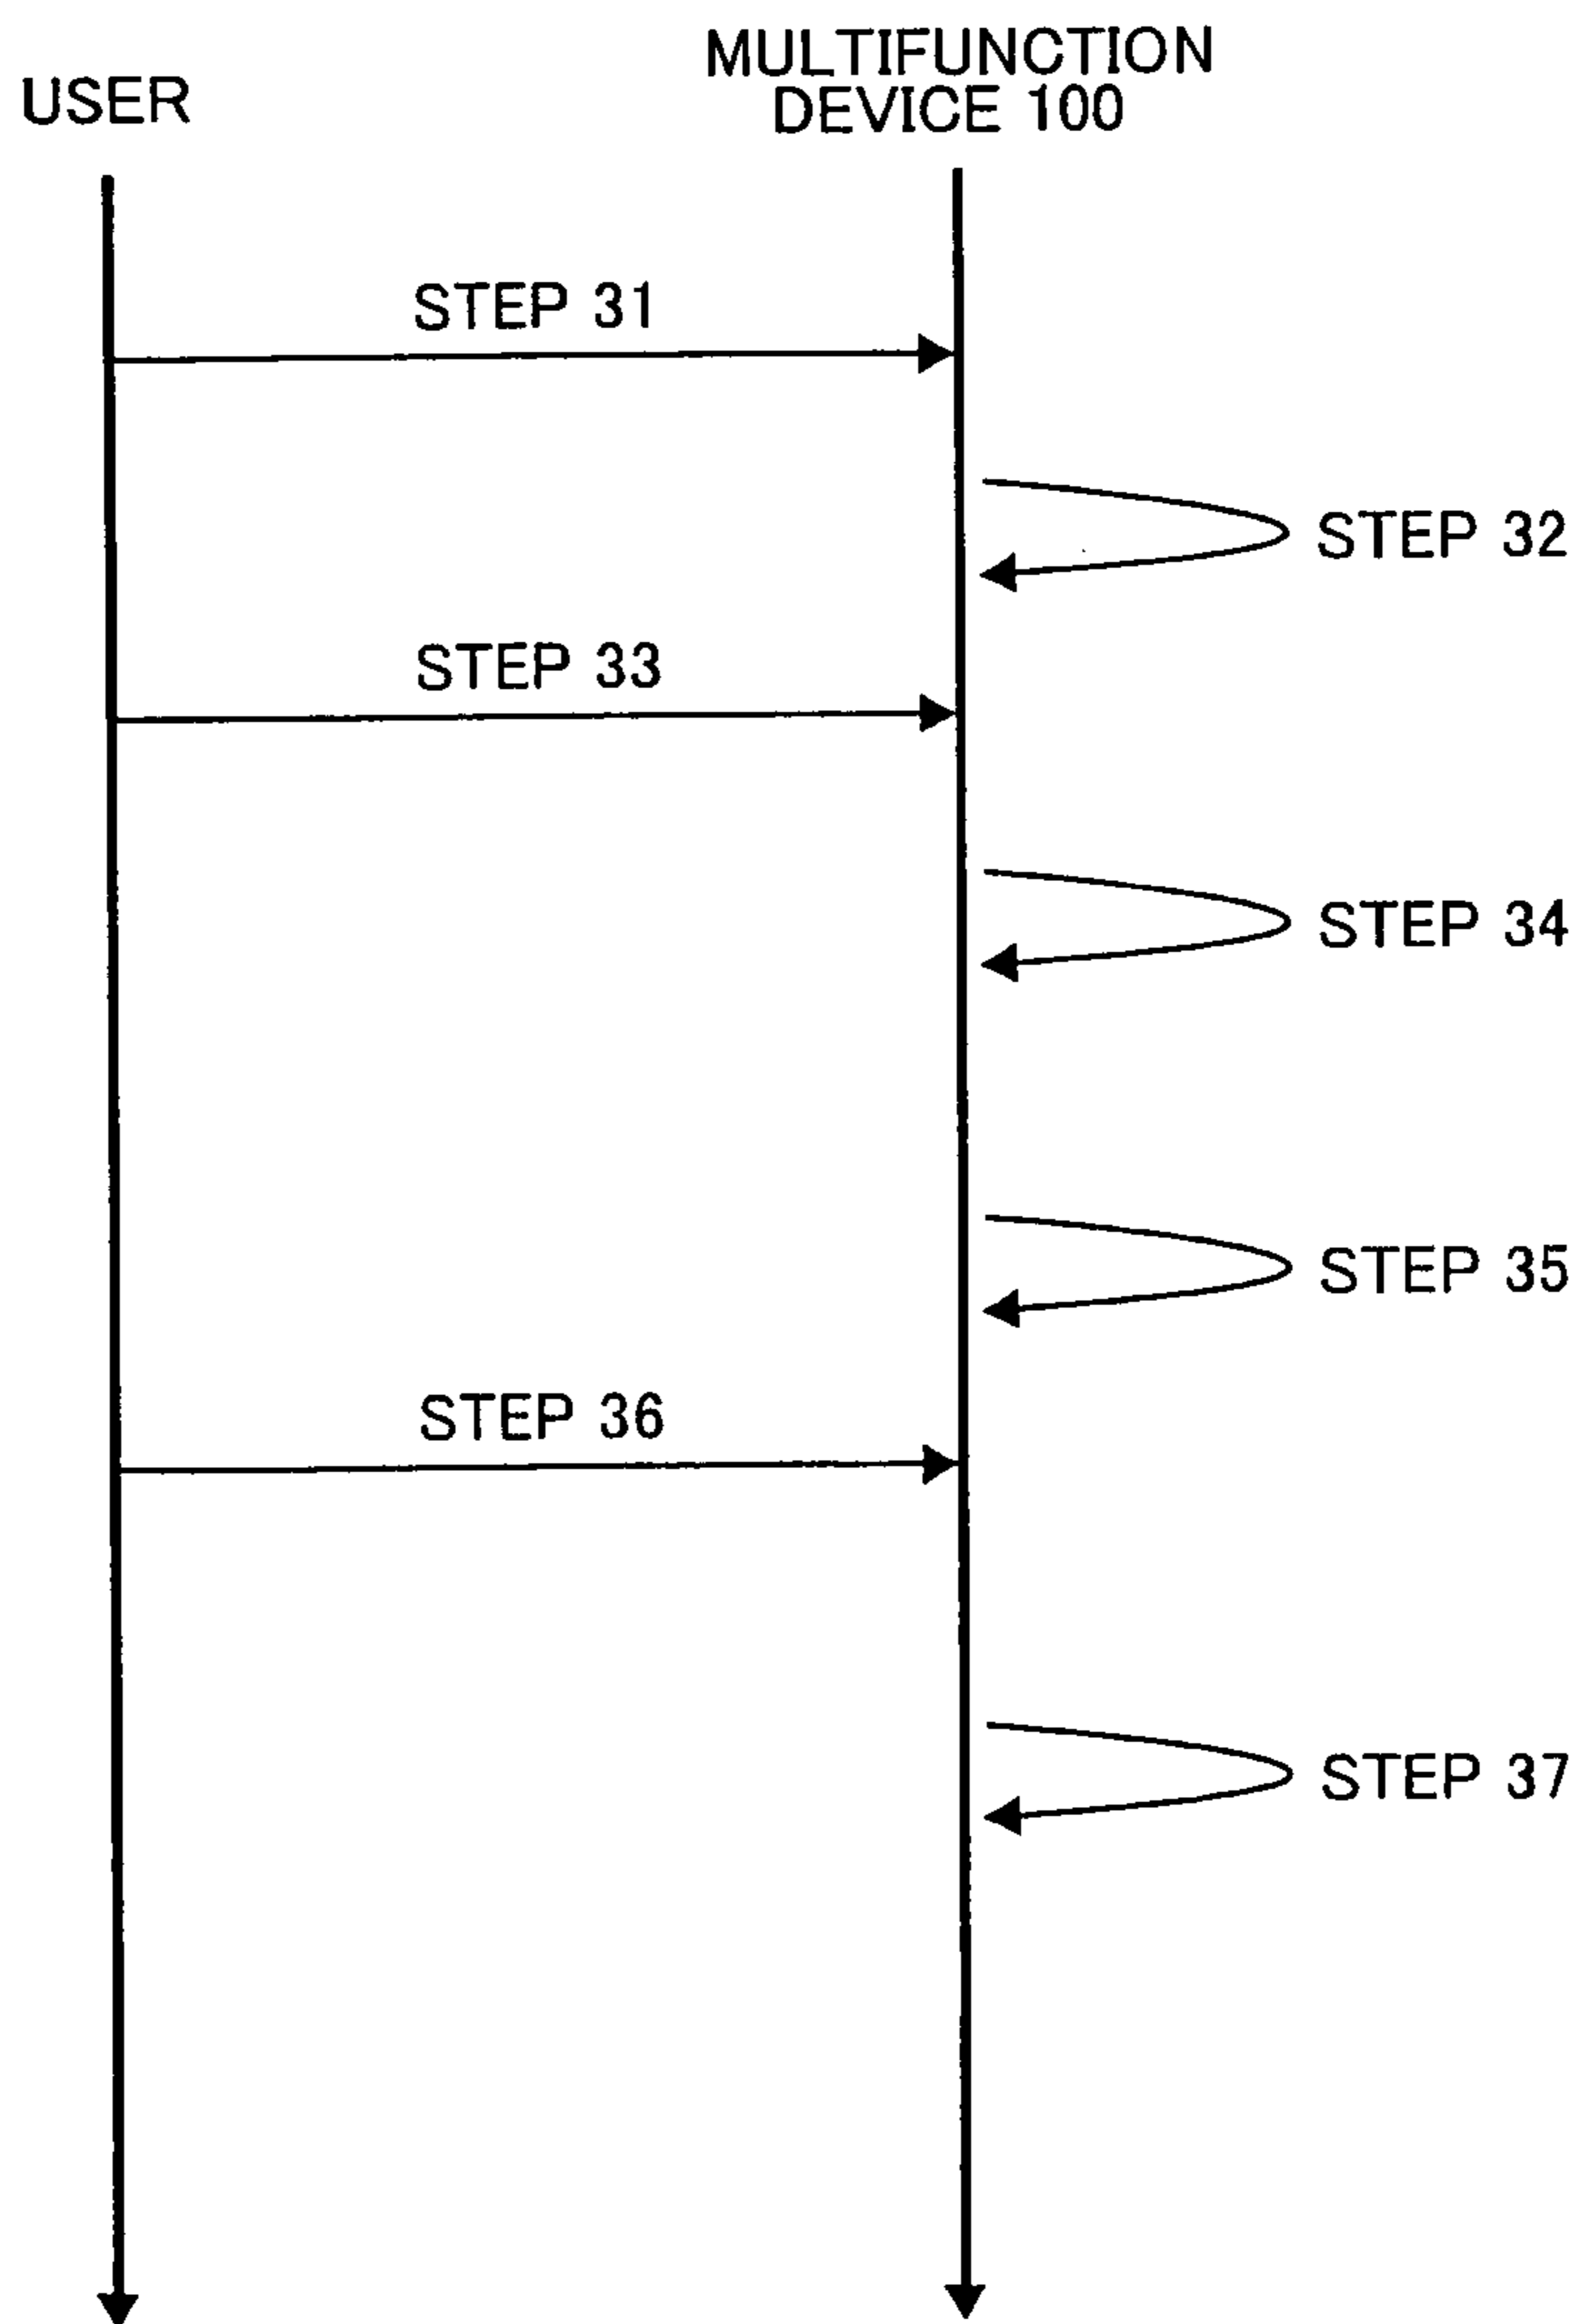 USER
MULTIFUNCTION
DEVICE 100
STEP 31
STEP 32
STEP 33
STEP 34
STEP 35
STEP 36
STEP 37